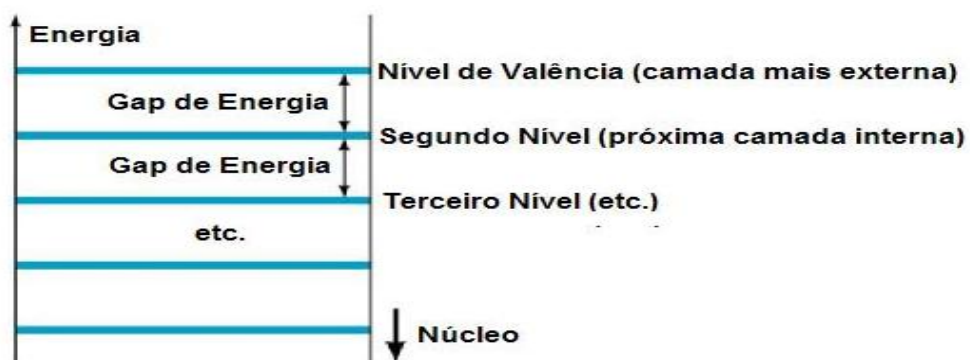 Energia
Nível de Valência (camada mais externa)
Gap de Energia
Segundo Nível (próxima camada interna)
Gap de Energia
Terceiro Nível (etc.)
etc.
Núcleo